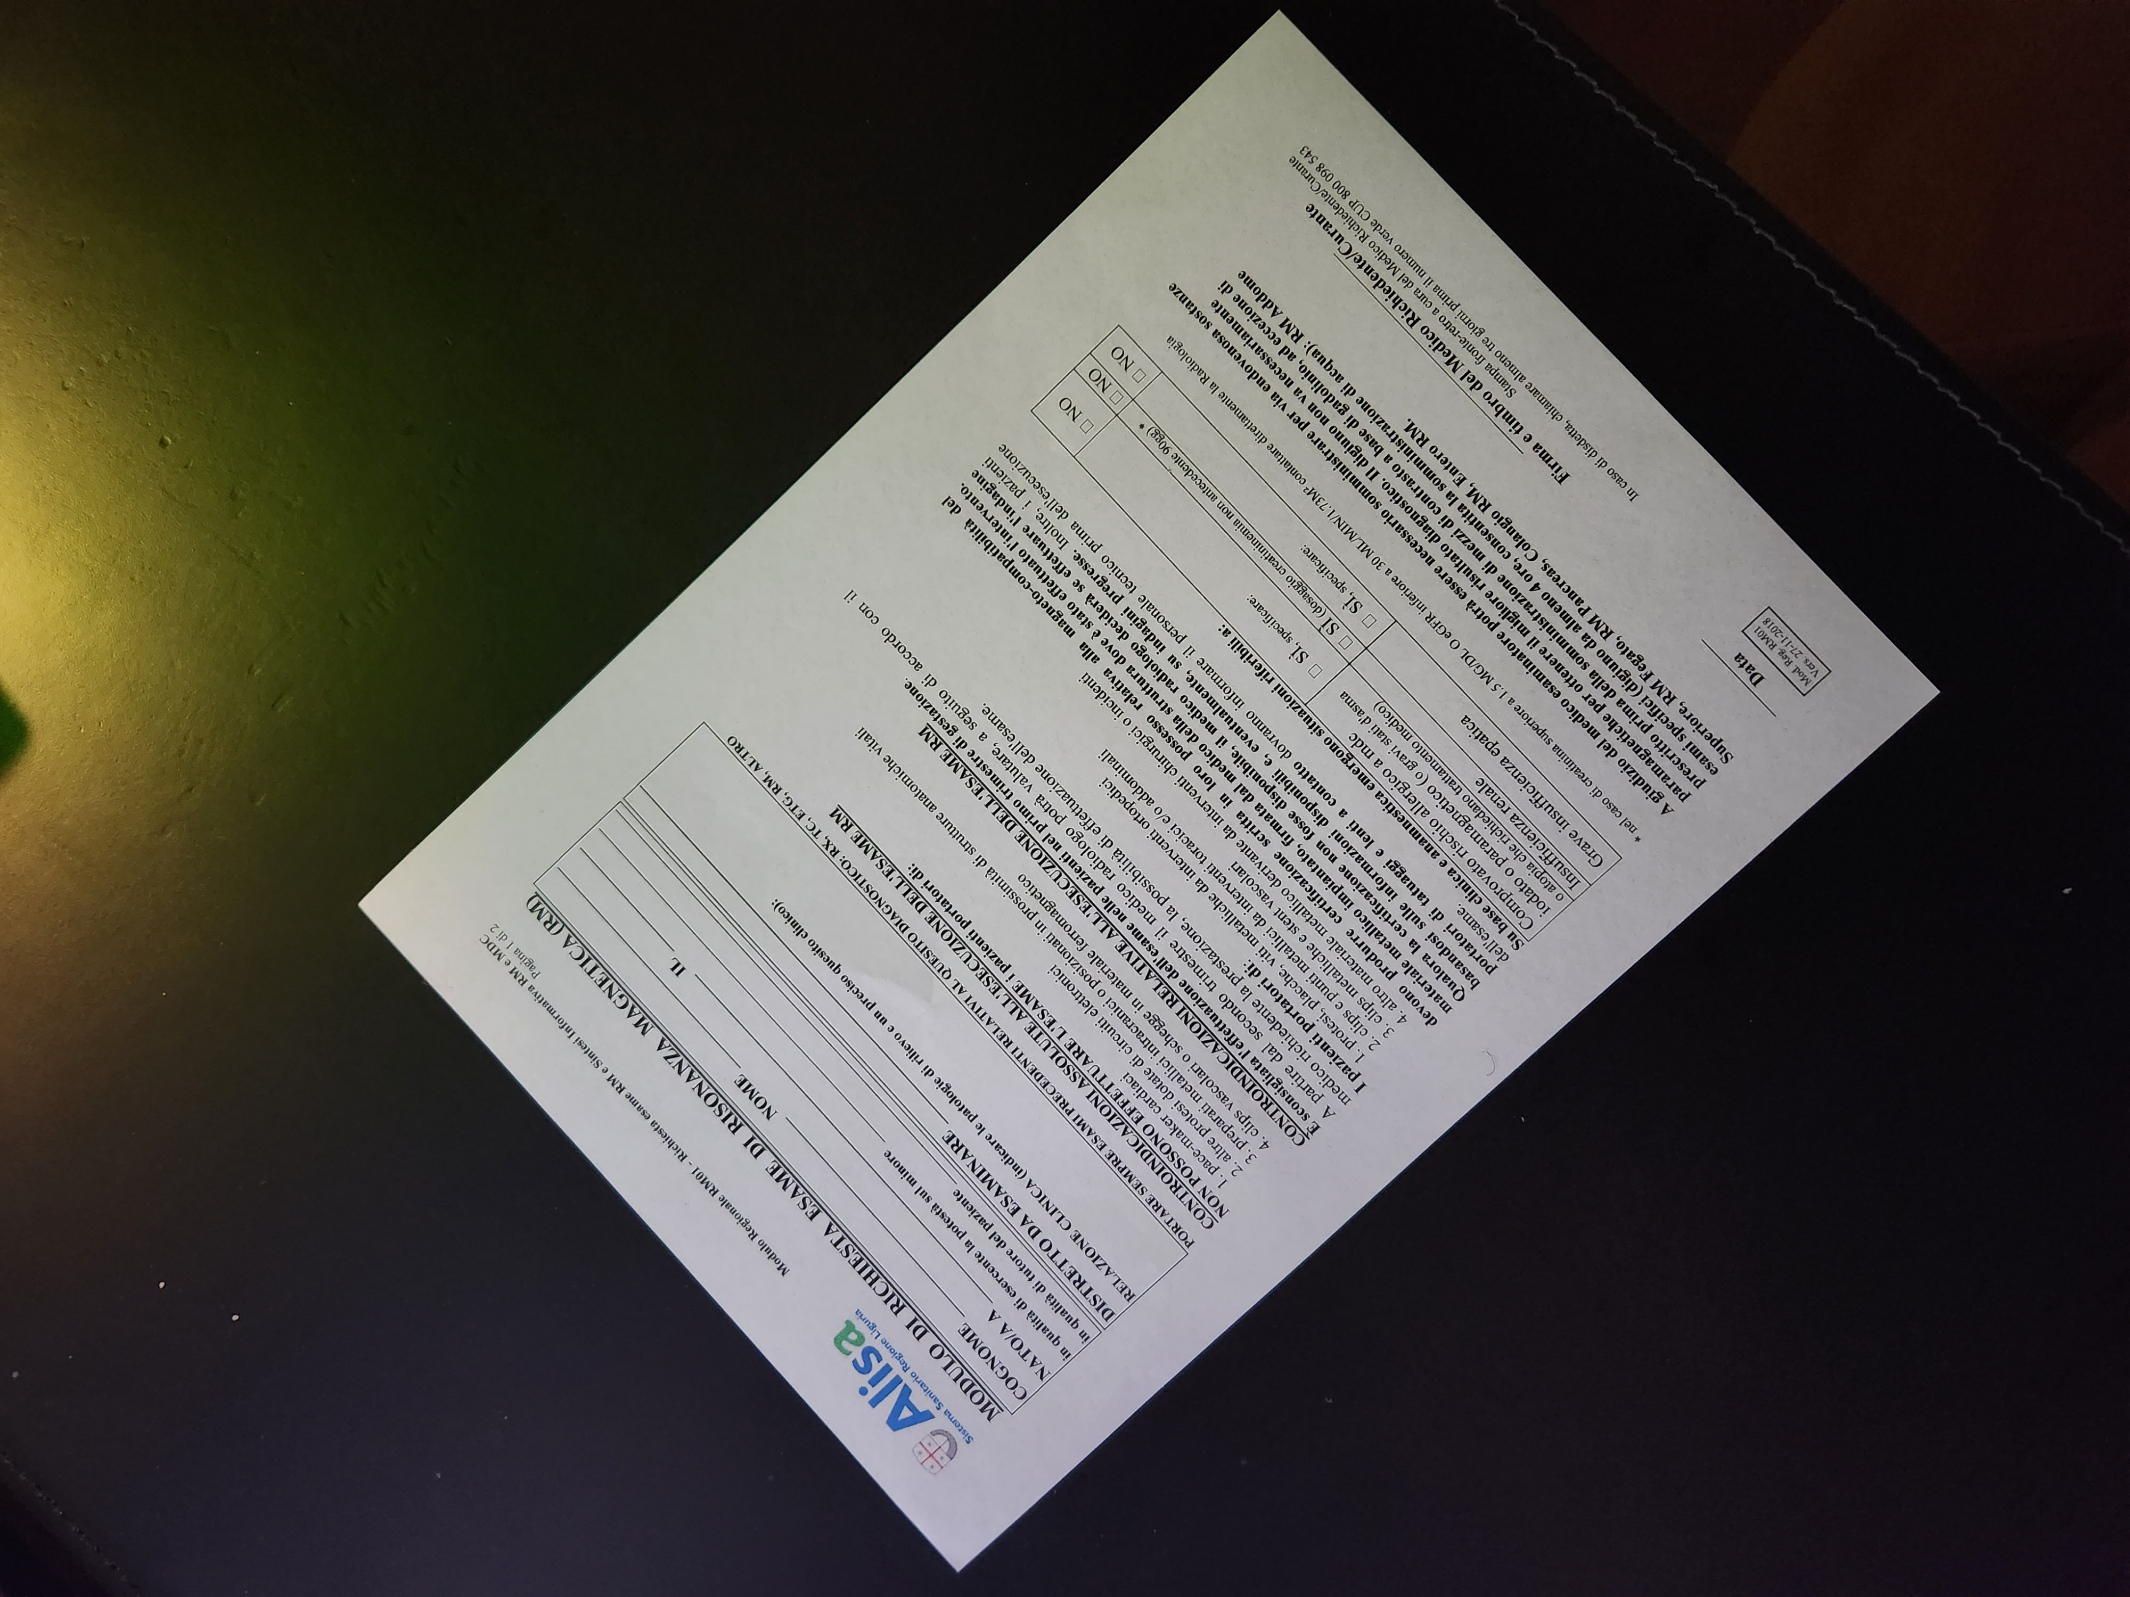 Alisa
Sistema Sanitario Regione Liguria
Modulo Regionale RM01 - Richiesta esame RM e Sintesi Informativa RM e MDC
Pagina 1 di 2
MODULO DI RICHIESTA ESAME DI RISONANZA MAGNETICA (RM)
COGNOME NOME
NATO/A A IL
in qualità di esercente la potestà sul minore
in qualità di tutore del paziente
DISTRETTO DA ESAMINARE
RELAZIONE CLINICA (indicare le patologie di rilievo e un preciso quesito clinico):
PORTARE SEMPRE ESAMI PRECEDENTI RELATIVI AL QUESITO DIAGNOSTICO: RX, TC, ETG, RM, ALTRO
CONTROINDICAZIONI ASSOLUTE ALL'ESECUZIONE DELL'ESAME RM
NON POSSONO EFFETTUARE L'ESAME i pazienti portatori di:
1. pace-maker cardiaci
2. altre protesi dotate di circuiti elettronici
3. preparati metallici intracranici o posizionati in prossimità di strutture anatomiche vitali
4. clips vascolari o schegge in materiale ferromagnetico
CONTROINDICAZIONI RELATIVE ALL'ESECUZIONE DELL'ESAME RM
È sconsigliata l'effettuazione dell'esame nelle pazienti nel primo trimestre di gestazione.
A partire dal secondo trimestre il medico radiologo potrà valutare, a seguito di accordo con il
medico richiedente la prestazione, la possibilità di effettuazione dell'esame.
I pazienti portatori di:
1. protesi, placche, viti metalliche da interventi ortopedici
2. clips e punti metallici da interventi toracici e/o addominali
3. clips metalliche e stent vascolari
4. altro materiale metallico derivante da interventi chirurgici o incidenti
devono produrre certificazione scritta in loro possesso relativa alla magneto-compatibilità del
materiale metallico impiantato, firmata dal medico della struttura dove è stato effettuato l'intervento.
Qualora la certificazione non fosse disponibile, il medico radiologo deciderà se effettuare l'indagine
basandosi sulle informazioni disponibili e, eventualmente, su indagini pregresse. Inoltre, i pazienti
portatori di tatuaggi e lenti a contatto dovranno informare il personale tecnico prima dell'esecuzione
dell'esame.
Su base clinica e anamnestica emergono situazioni riferibili a:
Comprovato rischio allergico a mdc
iodato o paramagnetico (o gravi stati d'asma
o atopia che richiedano trattamento medico)
□ SÌ, specificare: □ NO
Insufficienza renale □ SÌ (dosaggio creatininemia non antecedente 90gg) * □ NO
Grave insufficienza epatica □ SÌ, specificare: □ NO
* nel caso di creatinina superiore a 1.5 MG/DL O eGFR inferiore a 30 ML/MIN/1.73M² contattare direttamente la Radiologia
A giudizio del medico esaminatore potrà essere necessario somministrare per via endovenosa sostanze
paramagnetiche per ottenere il migliore risultato diagnostico. Il digiuno non va necessariamente
prescritto prima della somministrazione di mezzi di contrasto a base di gadolinio, ad eccezione di
esami specifici (digiuno da almeno 4 ore, consentita la somministrazione di acqua): RM Addome
Superiore, RM Fegato, RM Pancreas, Colangio RM, Entero RM.
Data
Firma e timbro del Medico Richiedente/Curante
Stampa fronte-retro a cura del Medico Richiedente/Curante
In caso di disdetta, chiamare almeno tre giorni prima il numero verde CUP 800 098 543
Mod. Reg. RM01
Vers. 27-11-2018